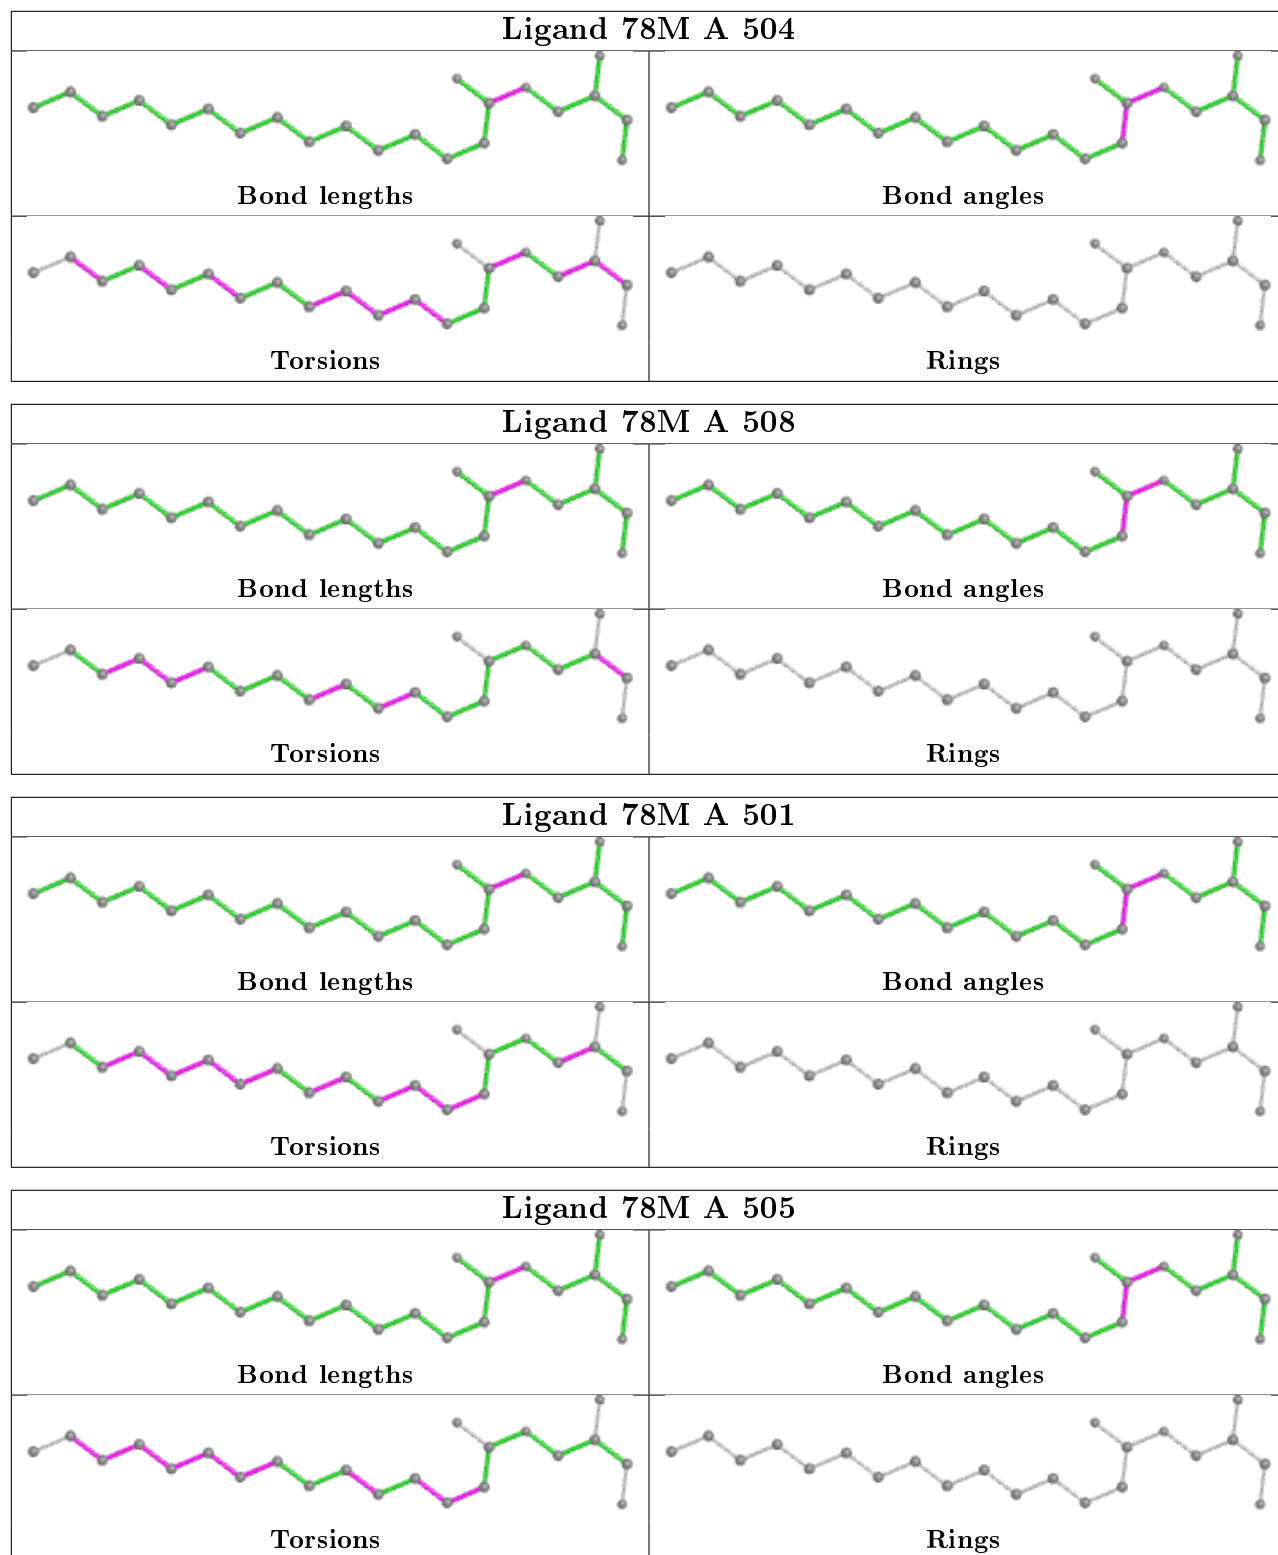 Ligand 78M A 504
Bond lengths
Bond angles
Torsions
Rings
Ligand 78M A 508
Bond lengths
Bond angles
Torsions
Rings
Ligand 78M A 501
Bond lengths
Bond angles
Torsions
Rings
Ligand 78M A 505
Bond lengths
Bond angles
Torsions
Rings